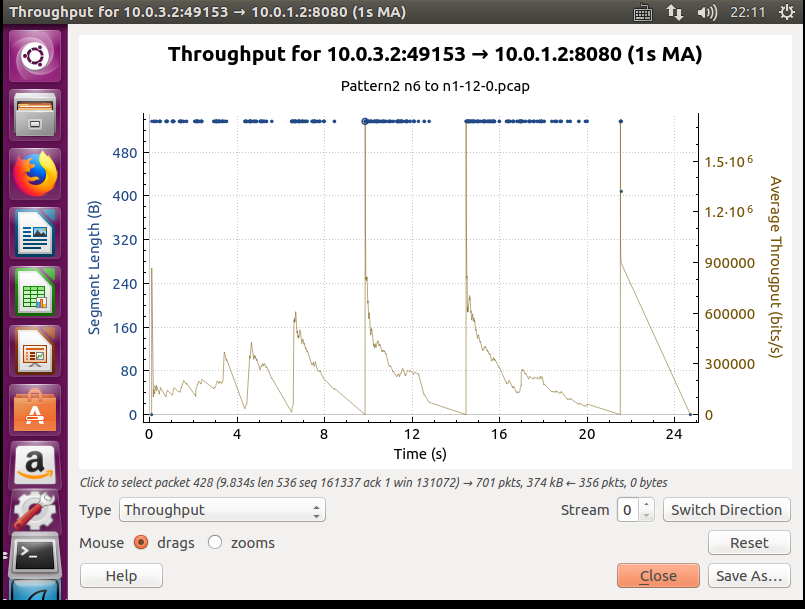 Throughput for 10.0.3.2:49153 → 10.0.1.2:8080 (1s MA)
22:11
Throughput for 10.0.3.2:49153 → 10.0.1.2:8080 (1s MA)
Pattern2 n6 to n1-12-0.pcap
480
400
320
240
160
80
0
Segment Length (B)
1.5·10⁶
1.2·10⁶
900000
600000
300000
0
Average Througput (bits/s)
0 4 8 12 16 20 24
Time (s)
Click to select packet 428 (9.834s len 536 seq 161337 ack 1 win 131072) → 701 pkts, 374 kB ← 356 pkts, 0 bytes
Type Throughput Stream 0 Switch Direction
Mouse drags zooms Reset
Help Close Save As…